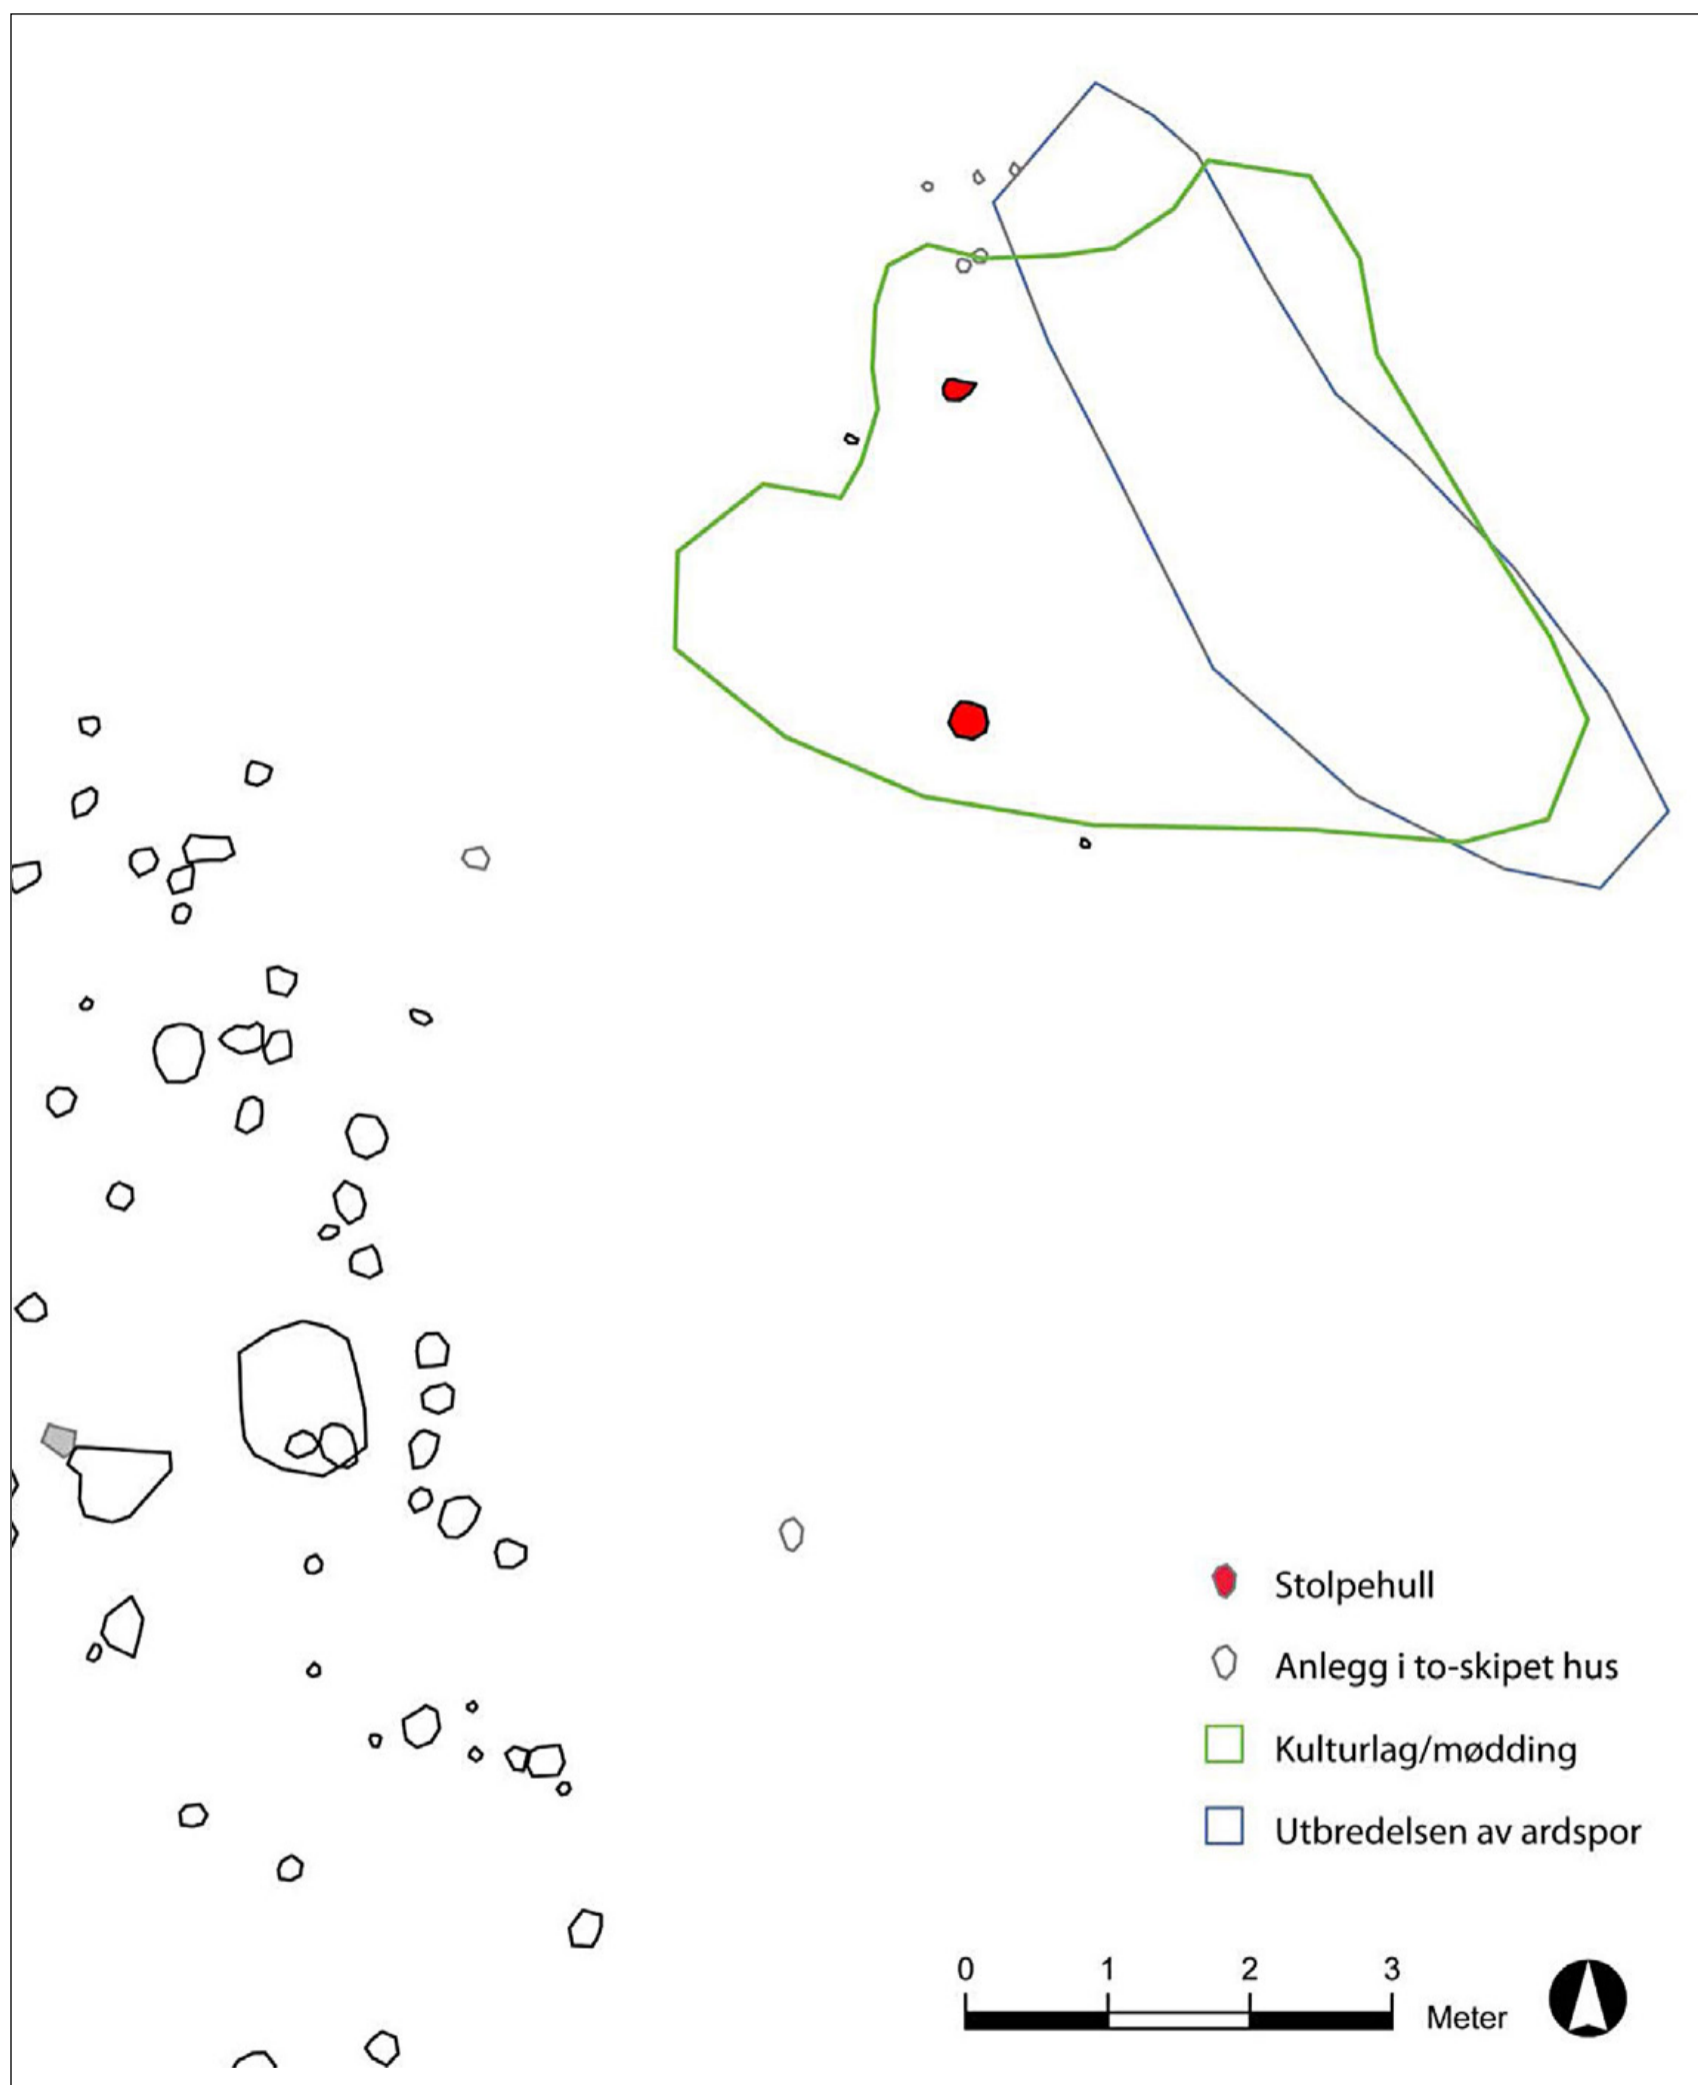 Stolpehull
Anlegg i to-skipet hus
Kulturlag/mødding
Utbredelsen av ardspor
0 1 2 3
Meter